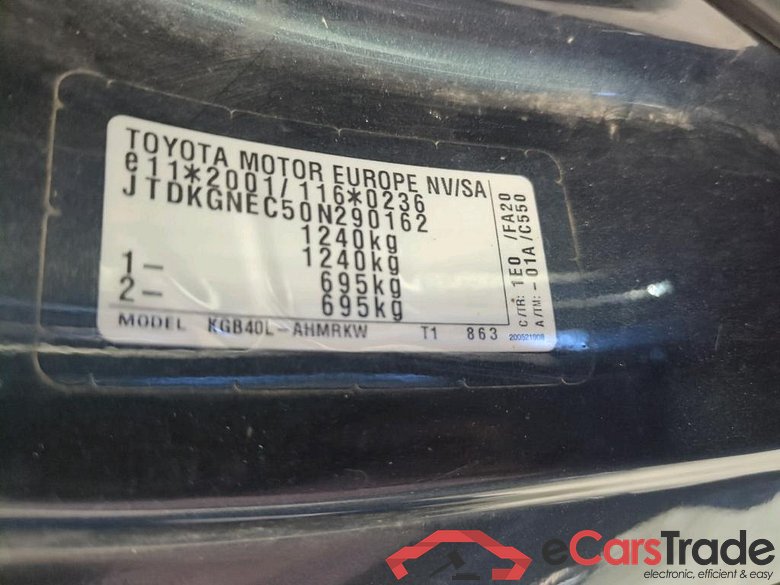 TOYOTA MOTOR EUROPE NV/SA
e11*2001/116*0236
JTDKGNEC50N290162
1240kg
1240kg
1- 695kg
2- 695kg
MODEL KGB40L-AHMRKW T1 863
C/TR: 1E0 /FA20
A/TM: -01A /C550
eCarsTrade
electronic, efficient & easy